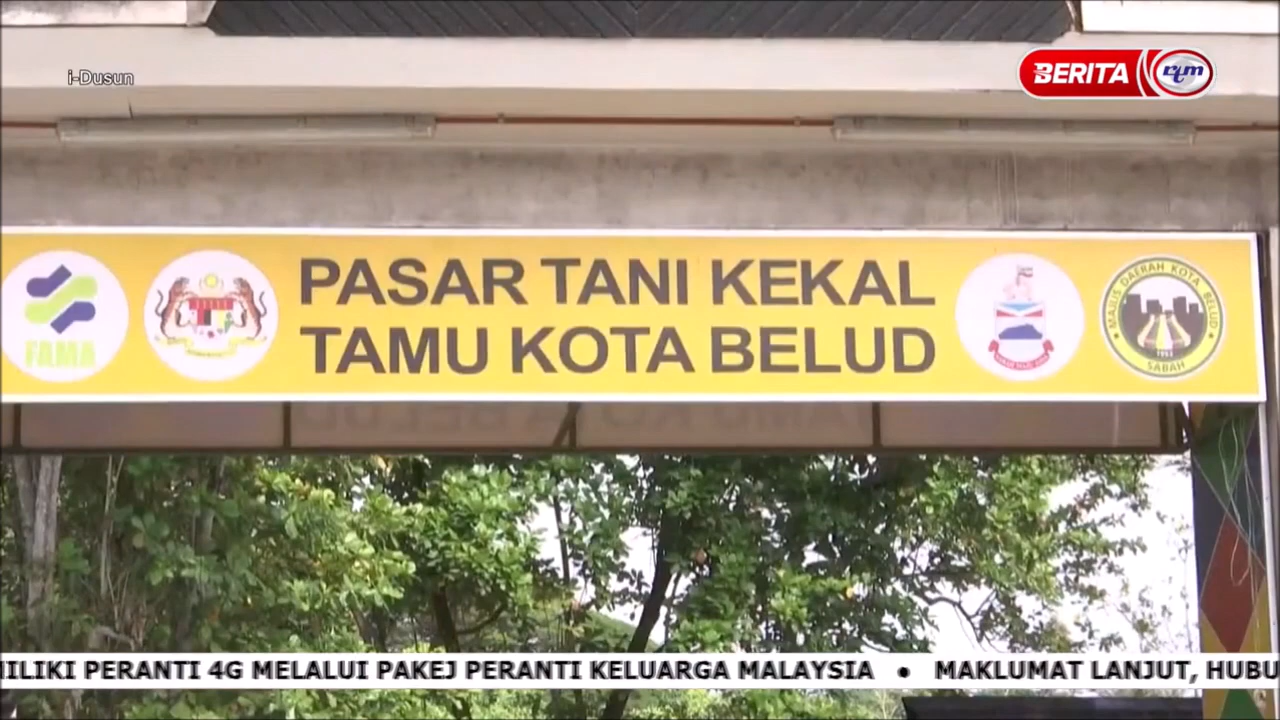 i-Dusun
BERITA rtm
PASAR TANI KEKAL
TAMU KOTA BELUD
FAMA
MAJLIS DAERAH KOTA BELUD
SABAH
MILIKI PERANTI 4G MELALUI PAKEJ PERANTI KELUARGA MALAYSIA • MAKLUMAT LANJUT, HUBU